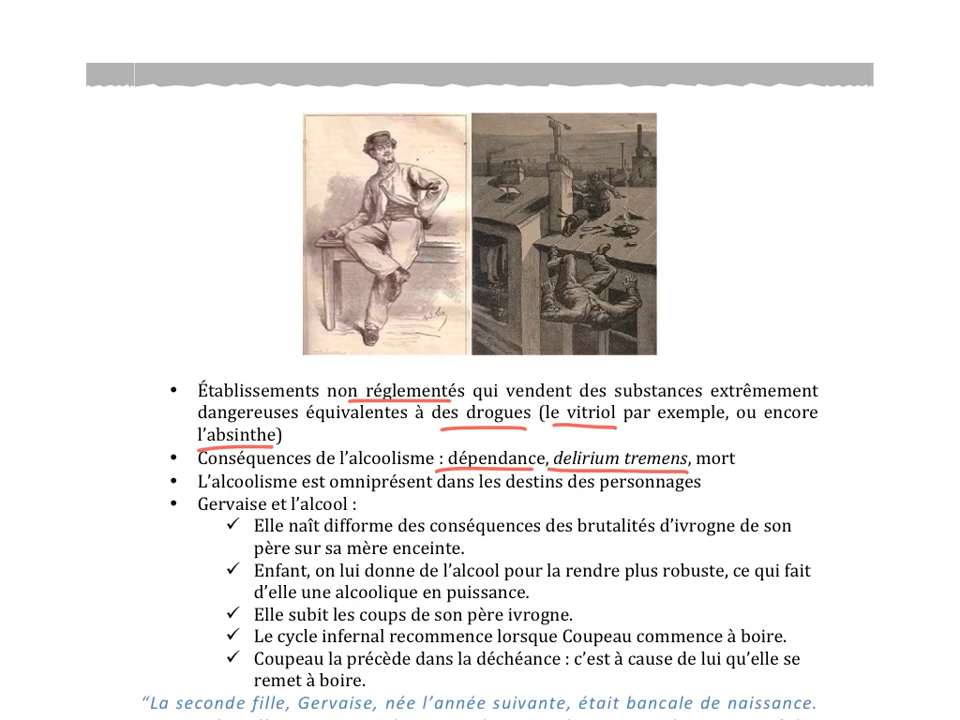 • Établissements non réglementés qui vendent des substances extrêmement
dangereuses équivalentes à des drogues (le vitriol par exemple, ou encore
l’absinthe)
• Conséquences de l’alcoolisme : dépendance, delirium tremens, mort
• L’alcoolisme est omniprésent dans les destins des personnages
• Gervaise et l’alcool :
✓ Elle naît difforme des conséquences des brutalités d’ivrogne de son
père sur sa mère enceinte.
✓ Enfant, on lui donne de l’alcool pour la rendre plus robuste, ce qui fait
d’elle une alcoolique en puissance.
✓ Elle subit les coups de son père ivrogne.
✓ Le cycle infernal recommence lorsque Coupeau commence à boire.
✓ Coupeau la précède dans la déchéance : c’est à cause de lui qu’elle se
remet à boire.
“La seconde fille, Gervaise, née l’année suivante, était bancale de naissance.